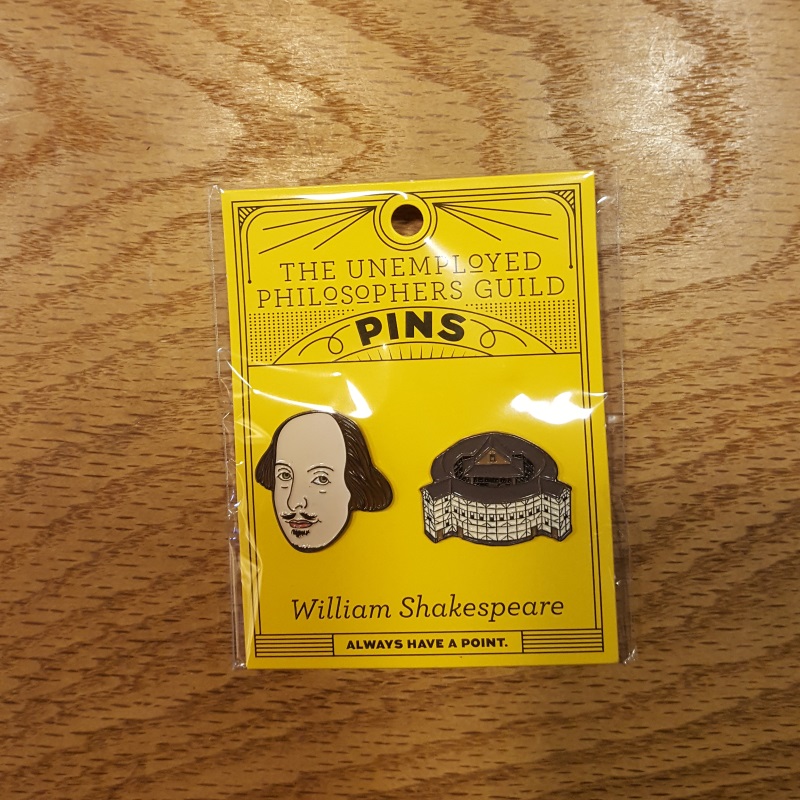 THE UNEMPLOYED
PHILOSOPHERS GUILD
PINS
William Shakespeare
ALWAYS HAVE A POINT.